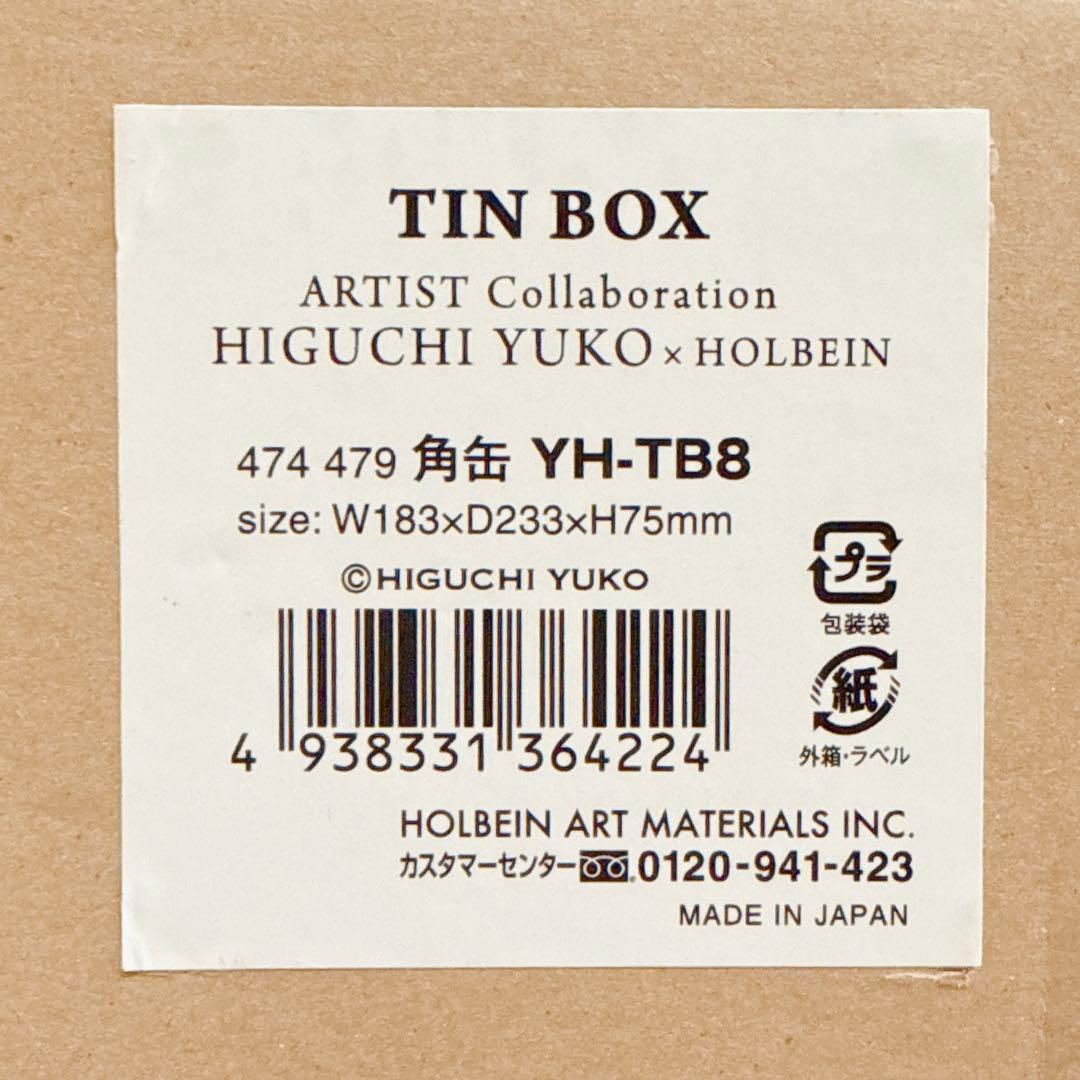 TIN BOX
ARTIST Collaboration
HIGUCHI YUKO × HOLBEIN
474 479 角缶 YH-TB8
size: W183×D233×H75mm
©HIGUCHI YUKO
プラ
包装袋
紙
外箱・ラベル
4 938331 364224
HOLBEIN ART MATERIALS INC.
カスタマーセンター 0120-941-423
MADE IN JAPAN